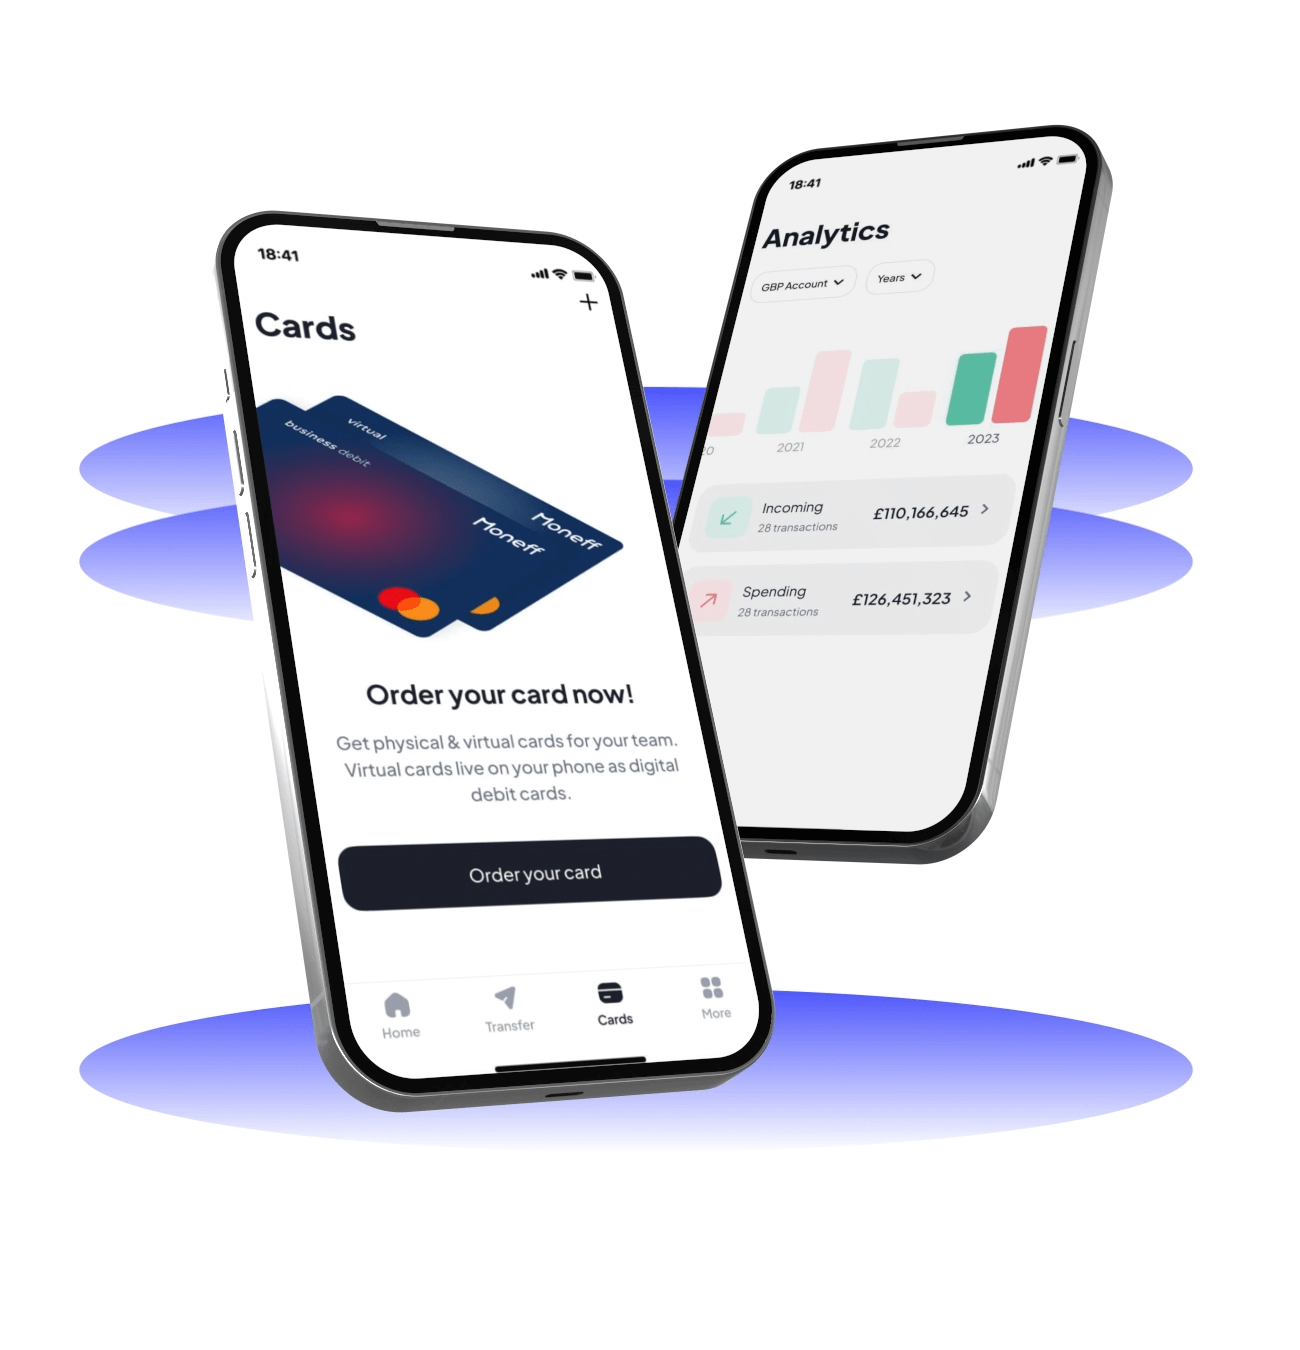 18:41
Cards
virtual
business debit
Moneff
Moneff
Order your card now!
Get physical & virtual cards for your team.
Virtual cards live on your phone as digital
debit cards.
Order your card
Home
Transfer
Cards
More
18:41
Analytics
GBP Account
Years
20
2021
2022
2023
Incoming
28 transactions
£110,166,645
Spending
28 transactions
£126,451,323